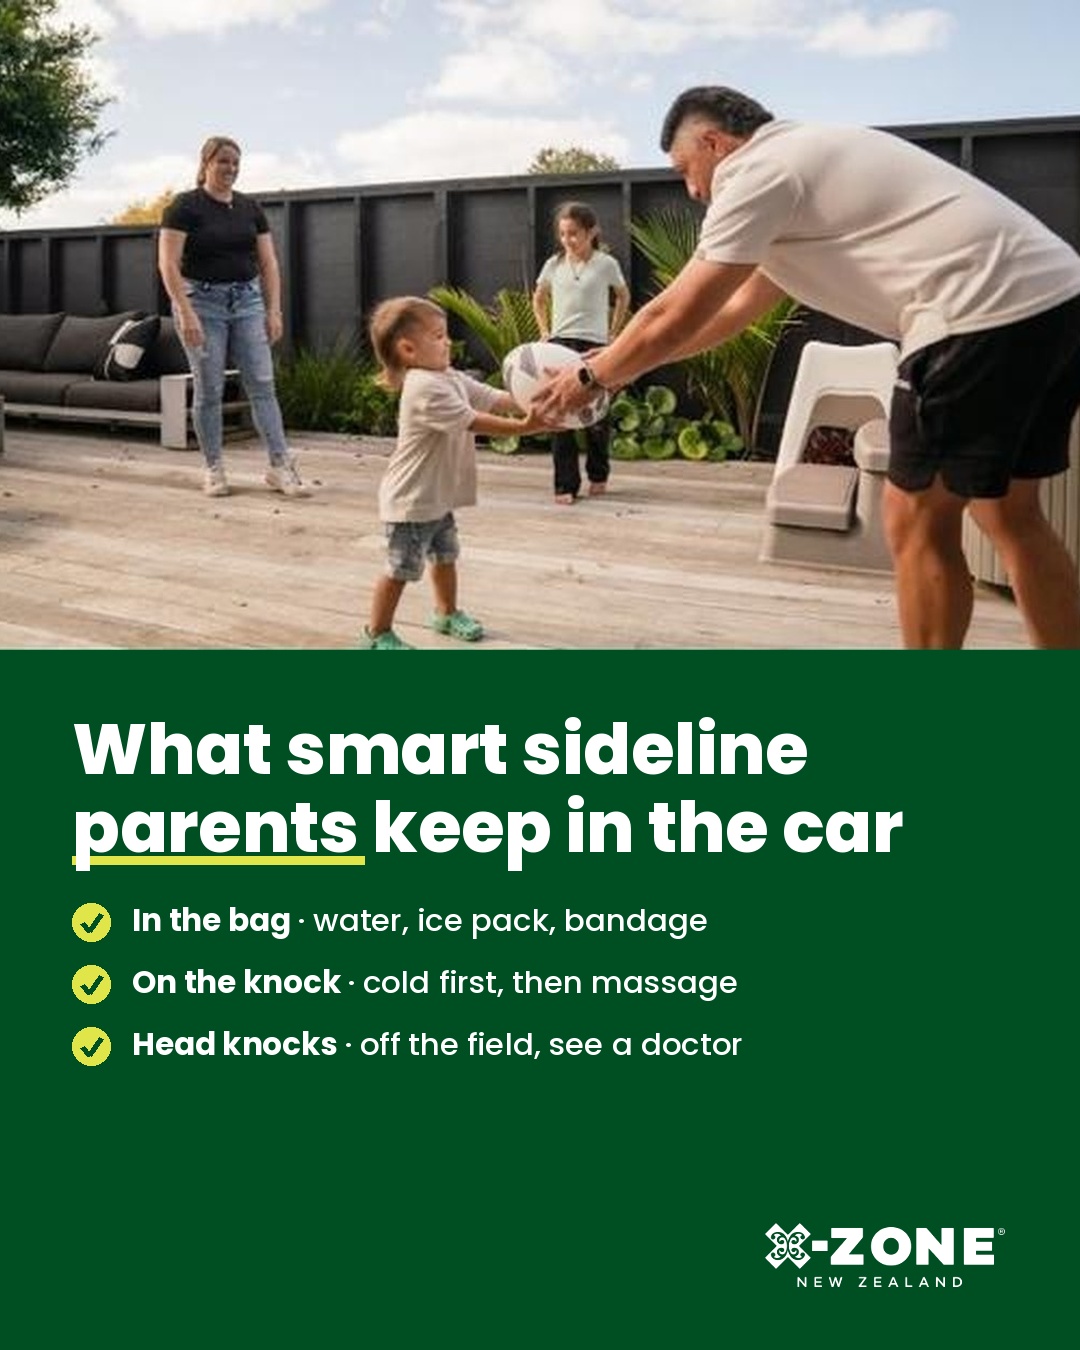 What smart sideline
parents keep in the car
In the bag · water, ice pack, bandage
On the knock · cold first, then massage
Head knocks · off the field, see a doctor
X-ZONE®
NEW ZEALAND